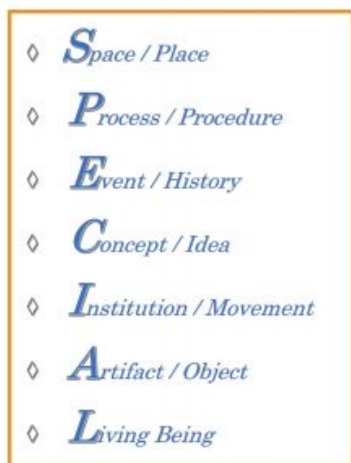 ◊ Space / Place
◊ Process / Procedure
◊ Event / History
◊ Concept / Idea
◊ Institution / Movement
◊ Artifact / Object
◊ Living Being